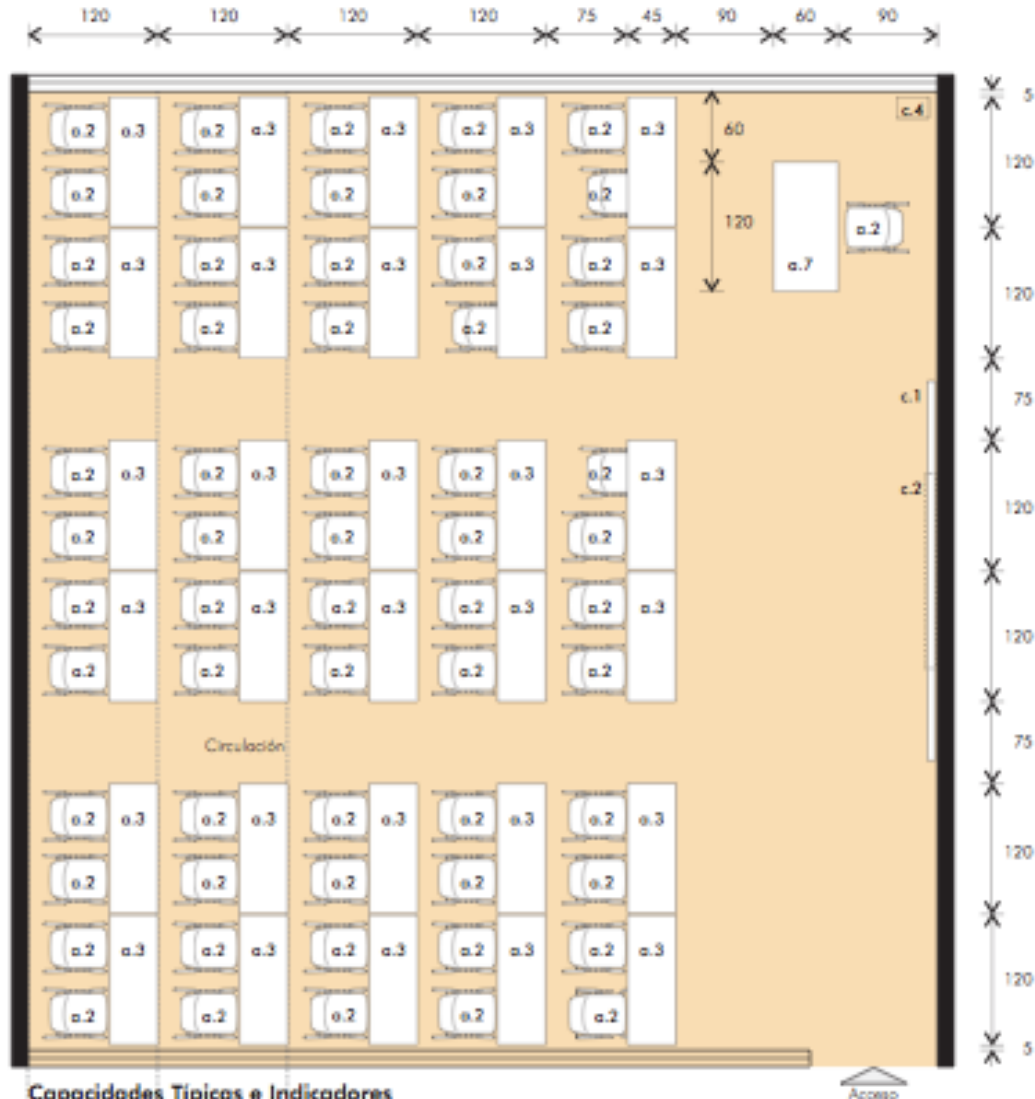 120 120 120 120 75 45 90 60 90
5
c.4
a.2 a.3 a.2 a.3 a.2 a.3 a.2 a.3 a.2 a.3 60
120
a.2 a.2 a.2 a.2 a.2
120 a.2
a.2 a.3 a.2 a.3 a.2 a.3 a.2 a.3 a.2 a.3 a.7
120
a.2 a.2 a.2 a.2 a.2
c.1 75
a.2 a.3 a.2 a.3 a.2 a.3 a.2 a.3 a.2 a.3
c.2
120
a.2 a.2 a.2 a.2 a.2
a.2 a.3 a.2 a.3 a.2 a.3 a.2 a.3 a.2 a.3
120
a.2 a.2 a.2 a.2 a.2
Circulación 75
a.2 a.3 a.2 a.3 a.2 a.3 a.2 a.3 a.2 a.3
120
a.2 a.2 a.2 a.2 a.2
a.2 a.3 a.2 a.3 a.2 a.3 a.2 a.3 a.2 a.3
120
a.2 a.2 a.2 a.2 a.2
5
Capacidades Típicas e Indicadores
Acceso